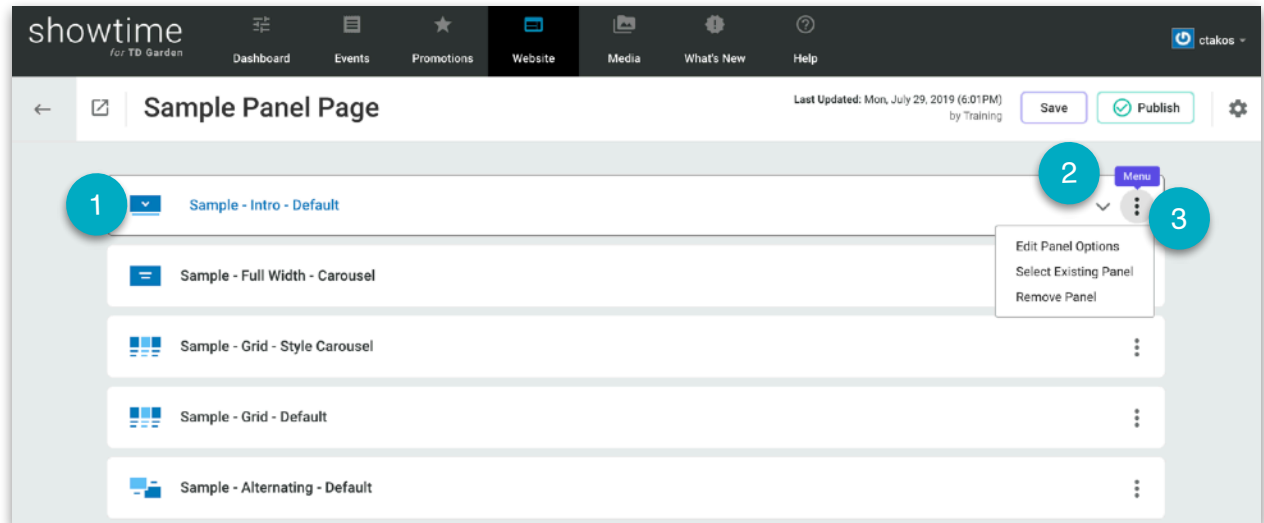 showtime
for TD Garden
Dashboard
Events
Promotions
Website
Media
What's New
Help
ctakos
Sample Panel Page
Last Updated: Mon, July 29, 2019 (6:01PM)
by Training
Save
Publish
1
Sample - Intro - Default
2
Menu
3
Edit Panel Options
Select Existing Panel
Remove Panel
Sample - Full Width - Carousel
Sample - Grid - Style Carousel
Sample - Grid - Default
Sample - Alternating - Default